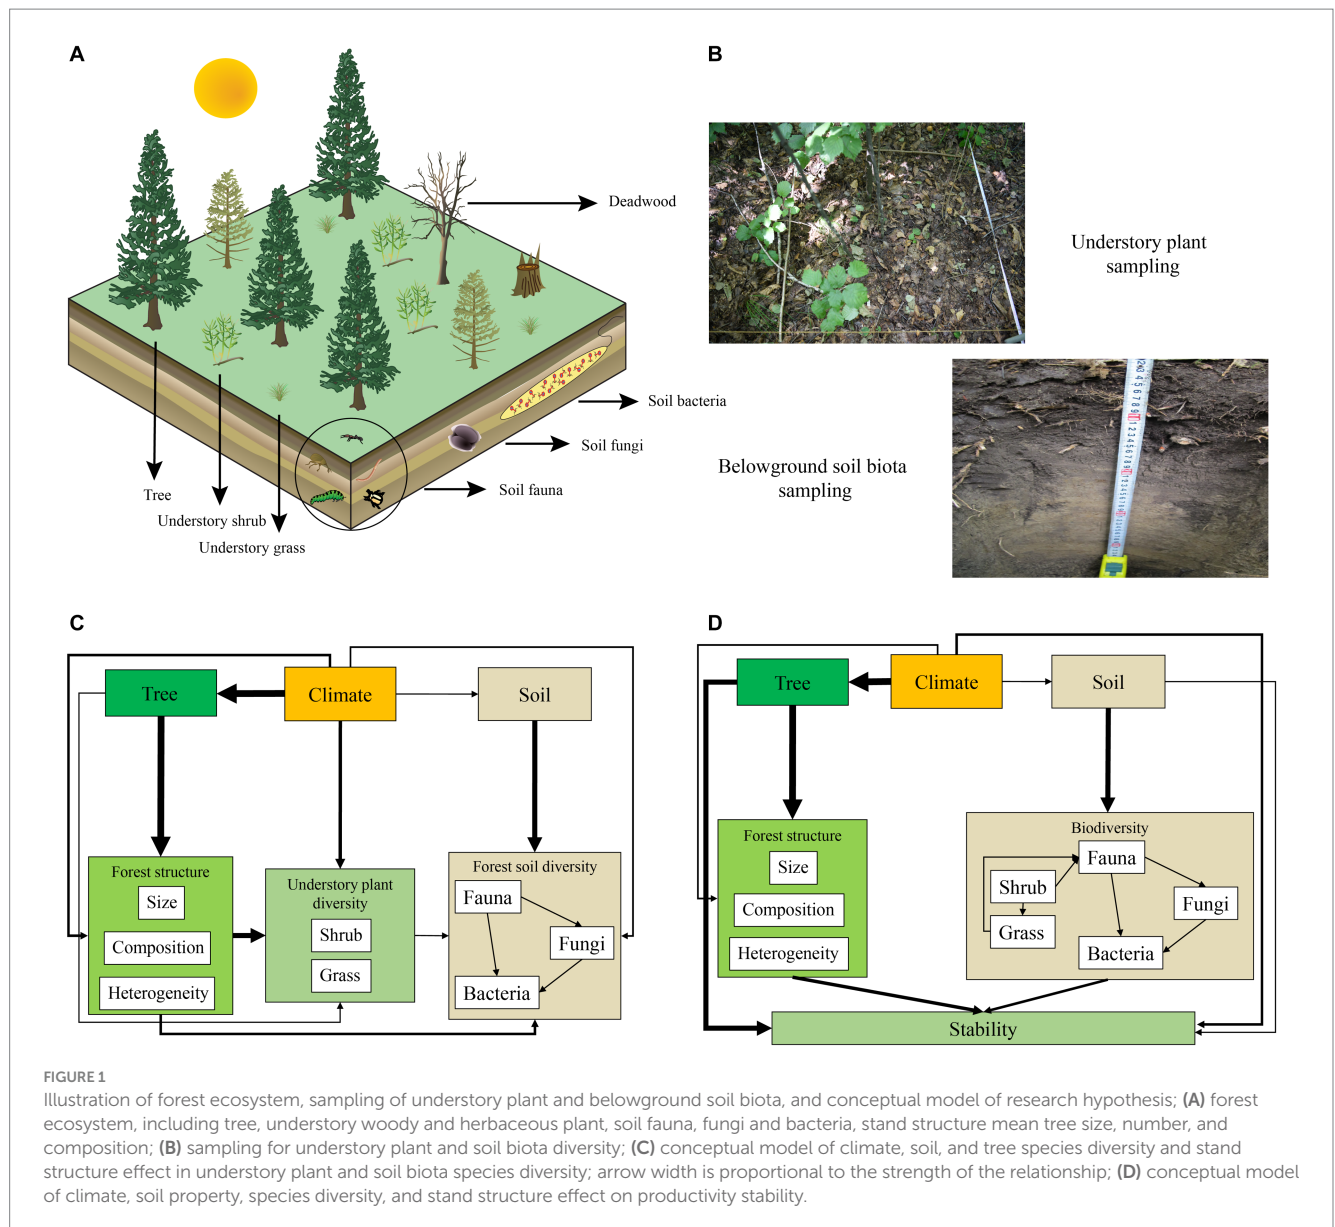 A
Deadwood
Soil bacteria
Soil fungi
Soil fauna
Tree
Understory shrub
Understory grass
B
Understory plant
sampling
Belowground soil biota
sampling
C
Tree
Climate
Soil
Forest structure
Size
Composition
Heterogeneity
Understory plant
diversity
Shrub
Grass
Forest soil diversity
Fauna
Fungi
Bacteria
D
Tree
Climate
Soil
Forest structure
Size
Composition
Heterogeneity
Biodiversity
Fauna
Shrub
Fungi
Grass
Bacteria
Stability
FIGURE 1
Illustration of forest ecosystem, sampling of understory plant and belowground soil biota, and conceptual model of research hypothesis; (A) forest
ecosystem, including tree, understory woody and herbaceous plant, soil fauna, fungi and bacteria, stand structure mean tree size, number, and
composition; (B) sampling for understory plant and soil biota diversity; (C) conceptual model of climate, soil, and tree species diversity and stand
structure effect in understory plant and soil biota species diversity; arrow width is proportional to the strength of the relationship; (D) conceptual model
of climate, soil property, species diversity, and stand structure effect on productivity stability.